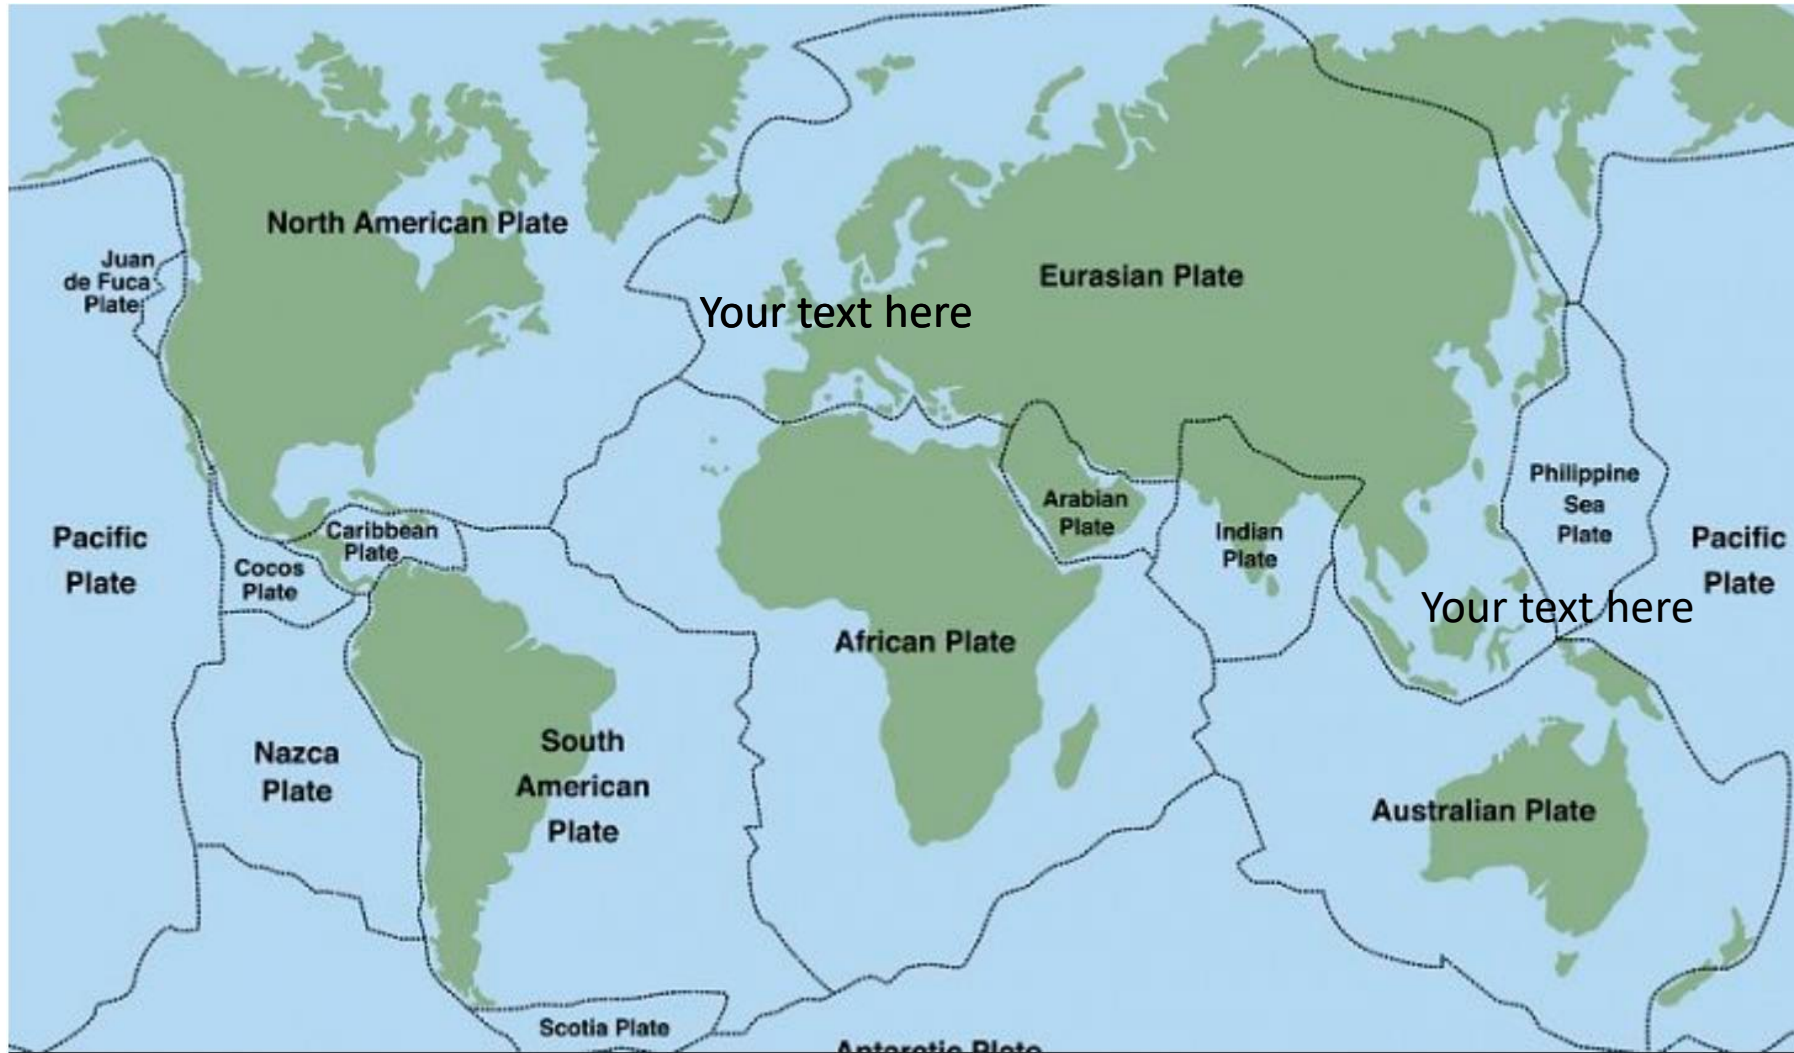 North American Plate
Juan
de Fuca
Plate
Eurasian Plate
Your text here
Philippine
Sea
Plate
Arabian
Plate
Indian
Plate
Pacific
Plate
Caribbean
Plate
Cocos
Plate
Pacific
Plate
Your text here
African Plate
Nazca
Plate
South
American
Plate
Australian Plate
Scotia Plate
Antarctic Plate